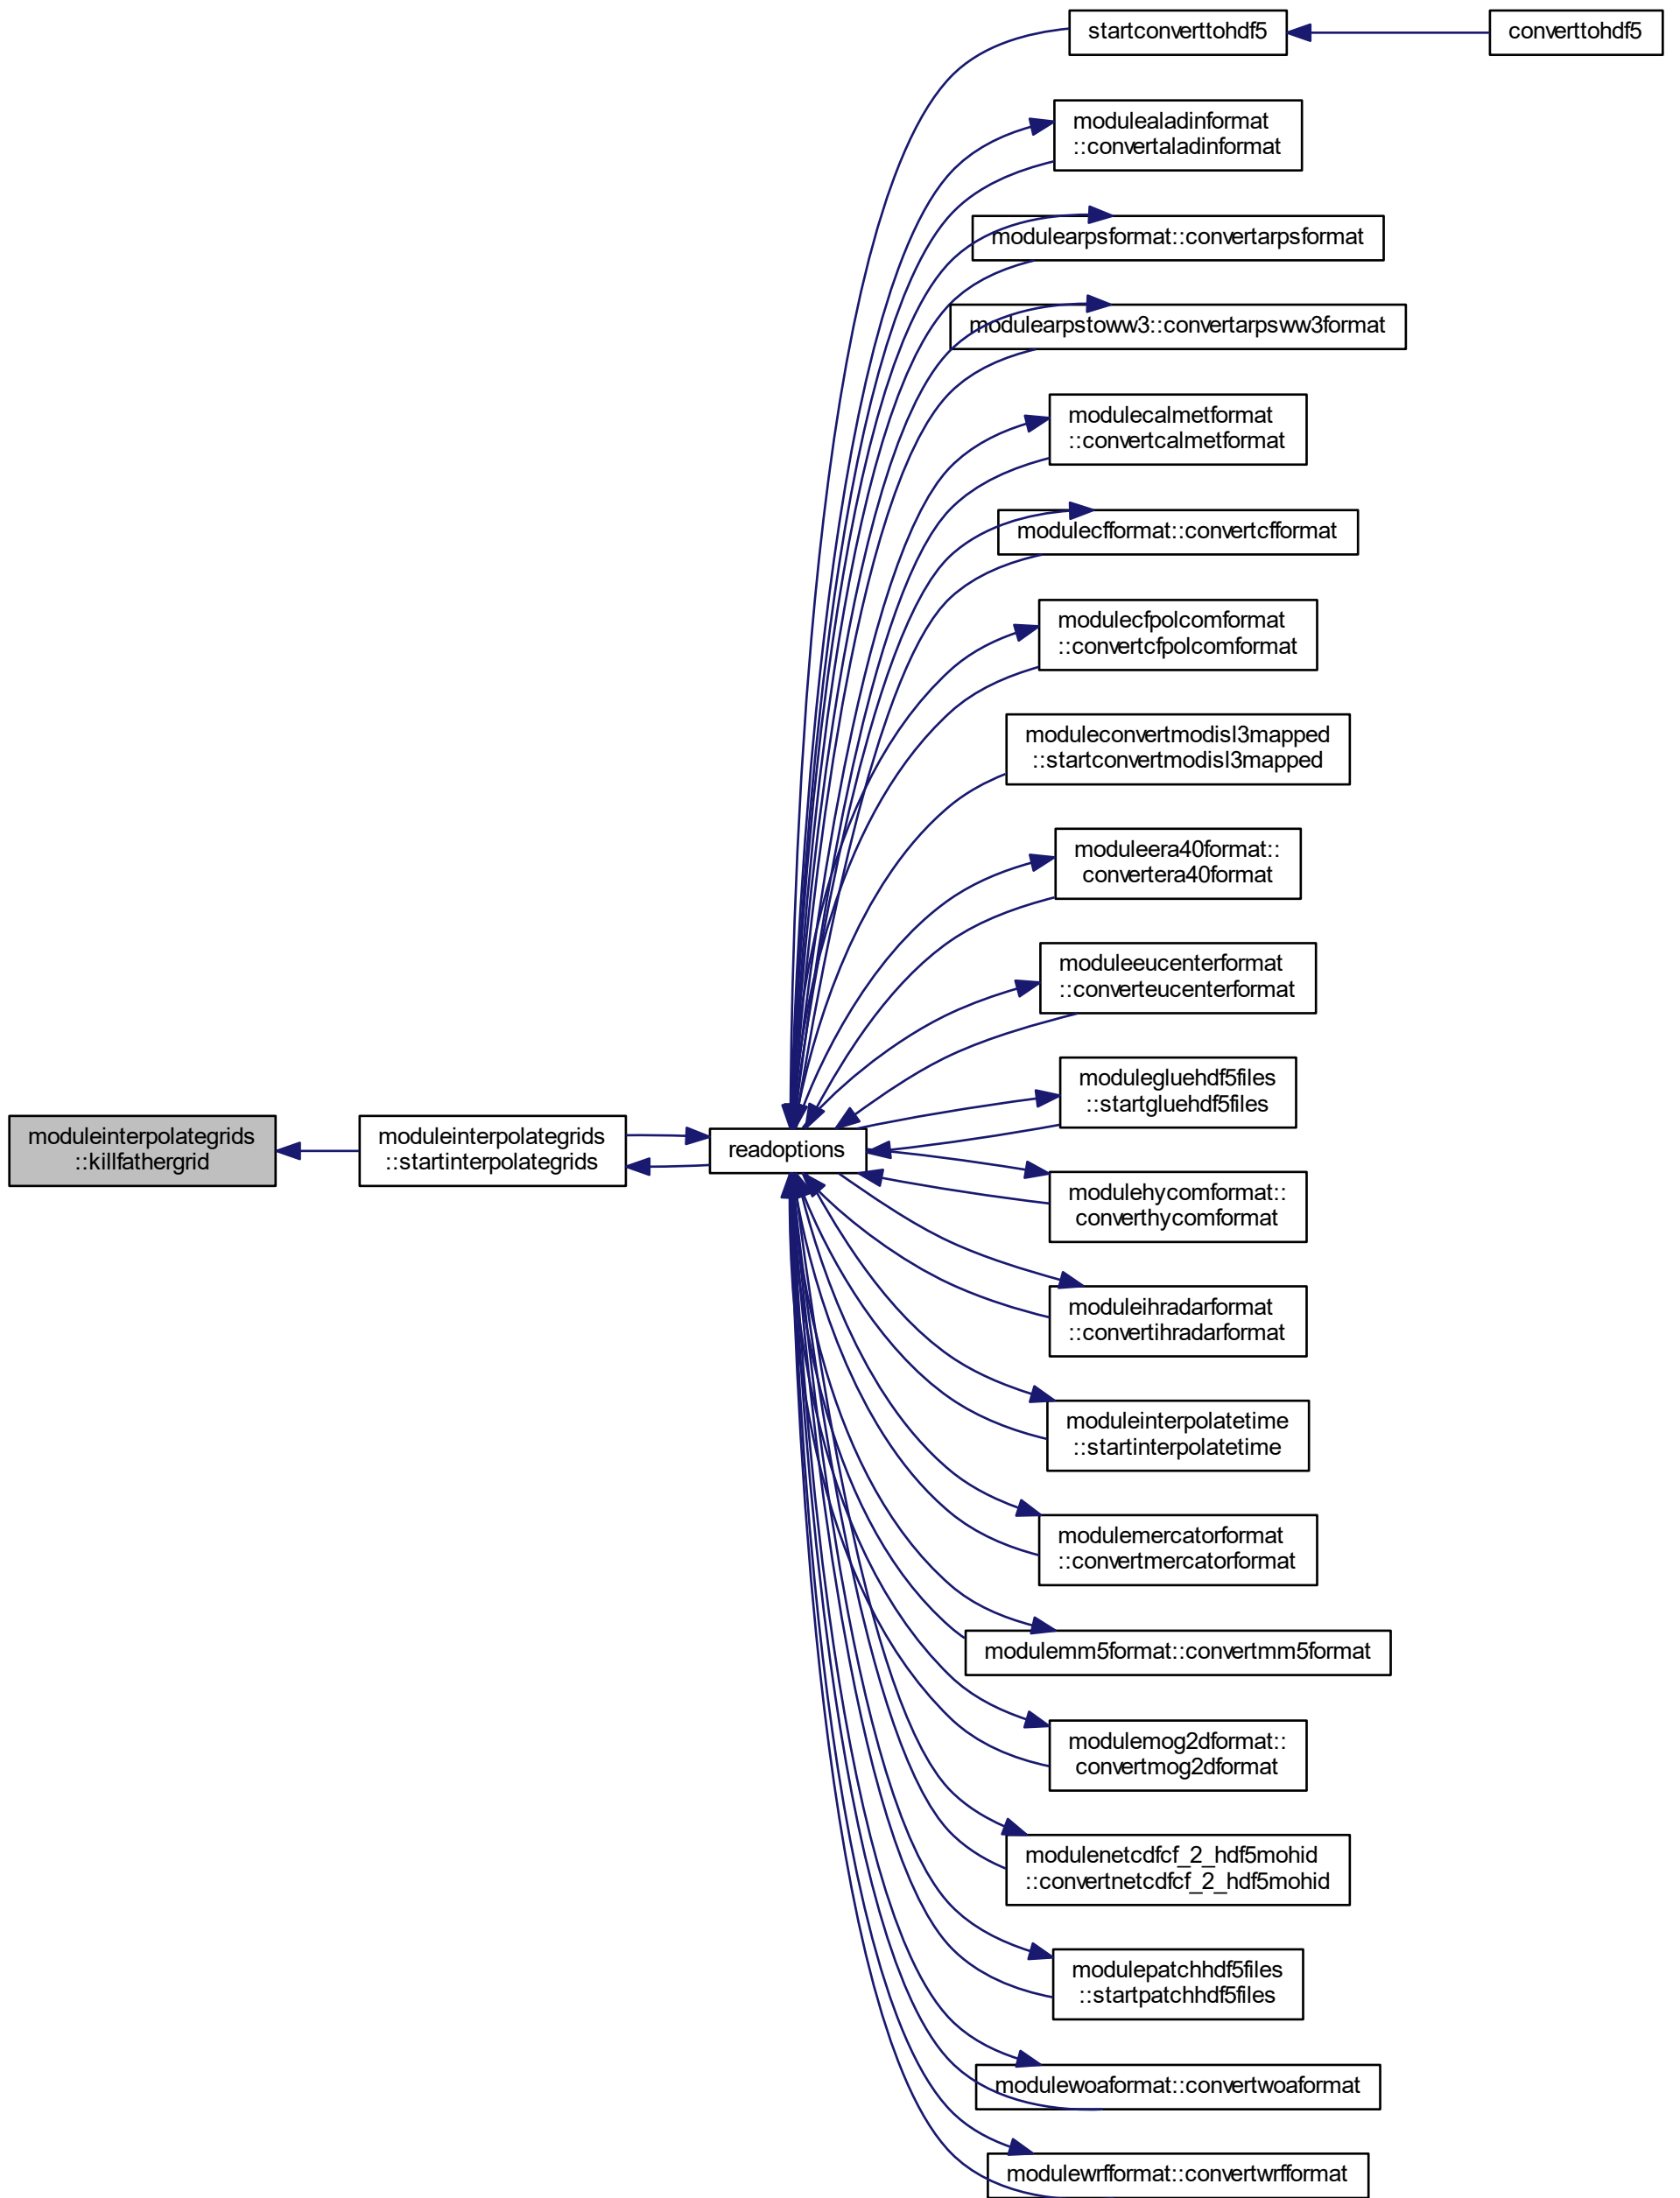 startconverttohdf5
converttohdf5
modulealadinformat
::convertaladinformat
modulearpsformat::convertarpsformat
modulearpstoww3::convertarpsww3format
modulecalmetformat
::convertcalmetformat
modulecfformat::convertcfformat
modulecfpolcomformat
::convertcfpolcomformat
moduleconvertmodisl3mapped
::startconvertmodisl3mapped
moduleera40format::
convertera40format
moduleeucenterformat
::converteucenterformat
modulegluehdf5files
::startgluehdf5files
moduleinterpolategrids
::killfathergrid
moduleinterpolategrids
::startinterpolategrids
readoptions
modulehycomformat::
converthycomformat
moduleihradarformat
::convertihradarformat
moduleinterpolatetime
::startinterpolatetime
modulemercatorformat
::convertmercatorformat
modulemm5format::convertmm5format
modulemog2dformat::
convertmog2dformat
modulenetcdfcf_2_hdf5mohid
::convertnetcdfcf_2_hdf5mohid
modulepatchhdf5files
::startpatchhdf5files
modulewoaformat::convertwoaformat
modulewrfformat::convertwrfformat